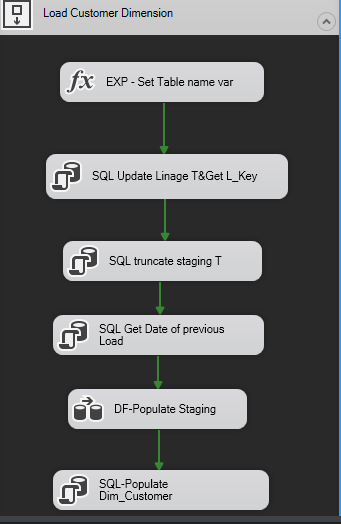 Load Customer Dimension
fx EXP - Set Table name var
SQL Update Linage T&Get L_Key
SQL truncate staging T
SQL Get Date of previous
Load
DF-Populate Staging
SQL-Populate
Dim_Customer